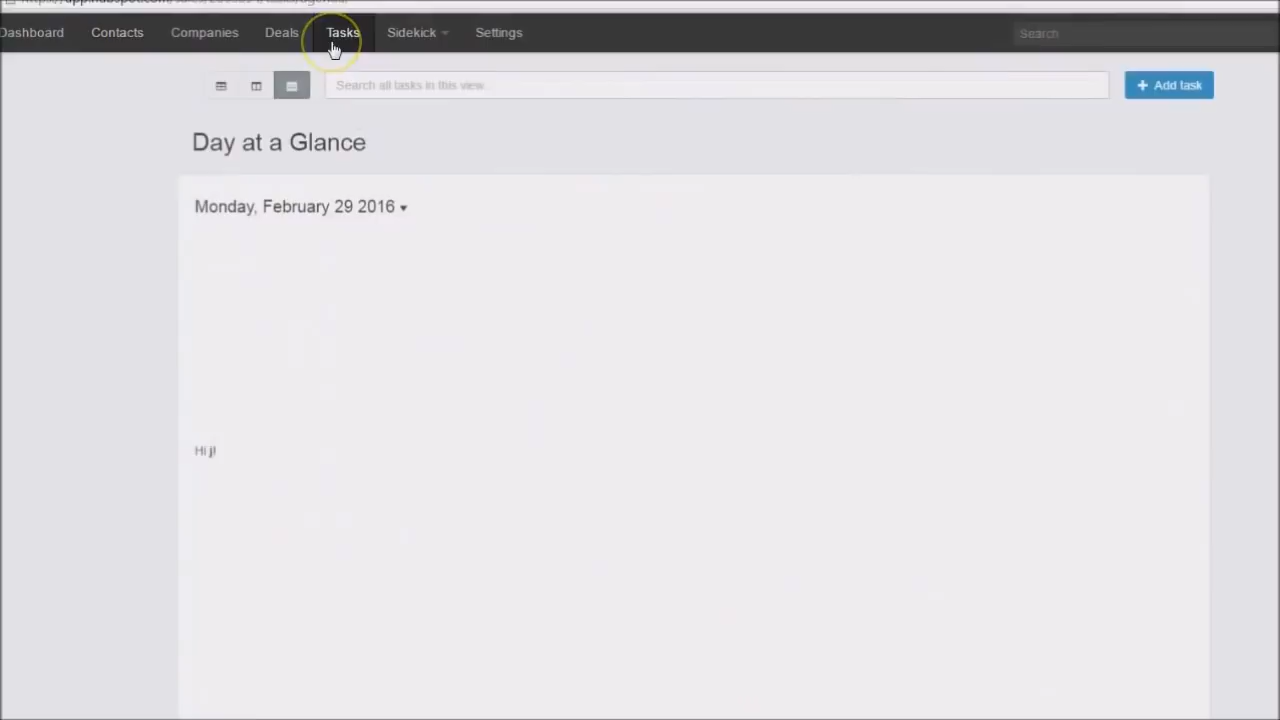 Dashboard Contacts Companies Deals Tasks Sidekick Settings Search
Search all tasks in this view... Add task
Day at a Glance
Monday, February 29 2016
Hi j!